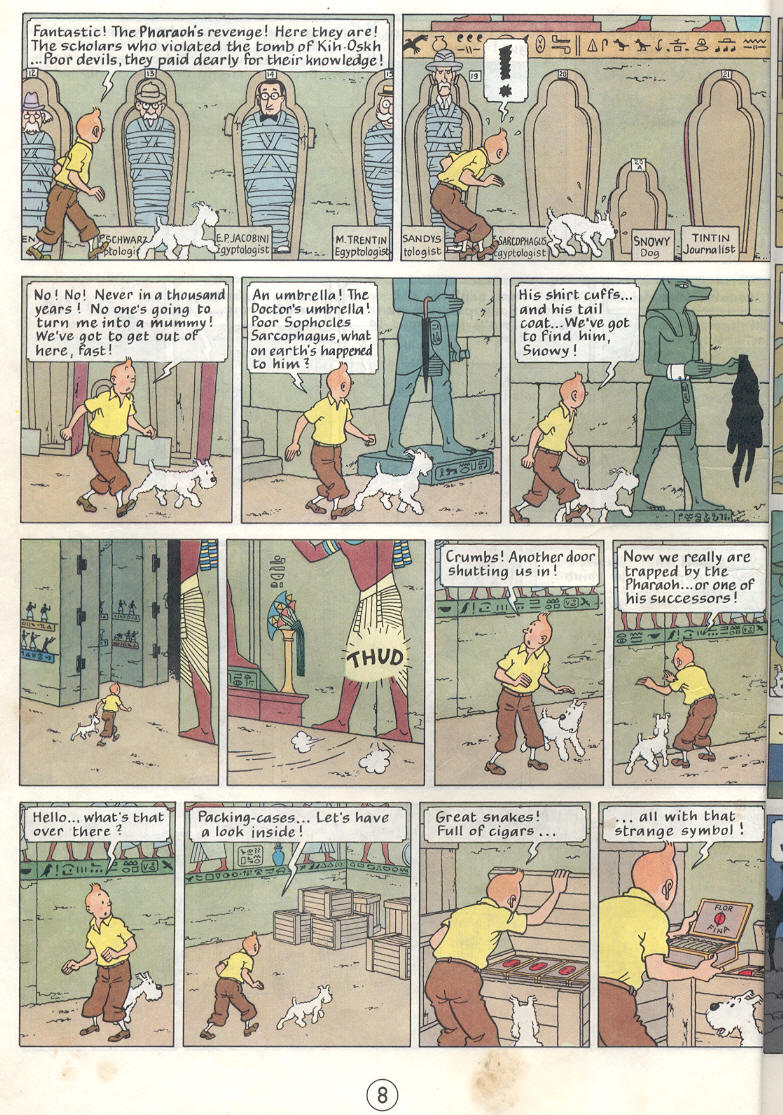 Fantastic! The Pharaoh's revenge! Here they are!
The scholars who violated the tomb of Kih-Oskh
...Poor devils, they paid dearly for their knowledge!
12
13
14
15
EN
P. SCHWARZ
ptologis
E.P. JACOBINI
Egyptologist
M. TRENTIN
Egyptologist
19
!
20
20
A
21
SANDYS
tologist
SARCOPHAGUS
Egyptologist
SNOWY
Dog
TINTIN
Journalist
No! No! Never in a thousand
years! No one's going to
turn me into a mummy!
We've got to get out of
here, fast!
An umbrella! The
Doctor's umbrella!
Poor Sophocles
Sarcophagus, what
on earth's happened
to him?
His shirt cuffs...
and his tail
coat...We've got
to find him,
Snowy!
THUD
Crumbs! Another door
shutting us in!
Now we really are
trapped by the
Pharaoh...or one of
his successors!
Hello...what's that
over there?
Packing-cases... Let's have
a look inside!
Great snakes!
Full of cigars...
...all with that
strange symbol!
FLOR
FINA
8